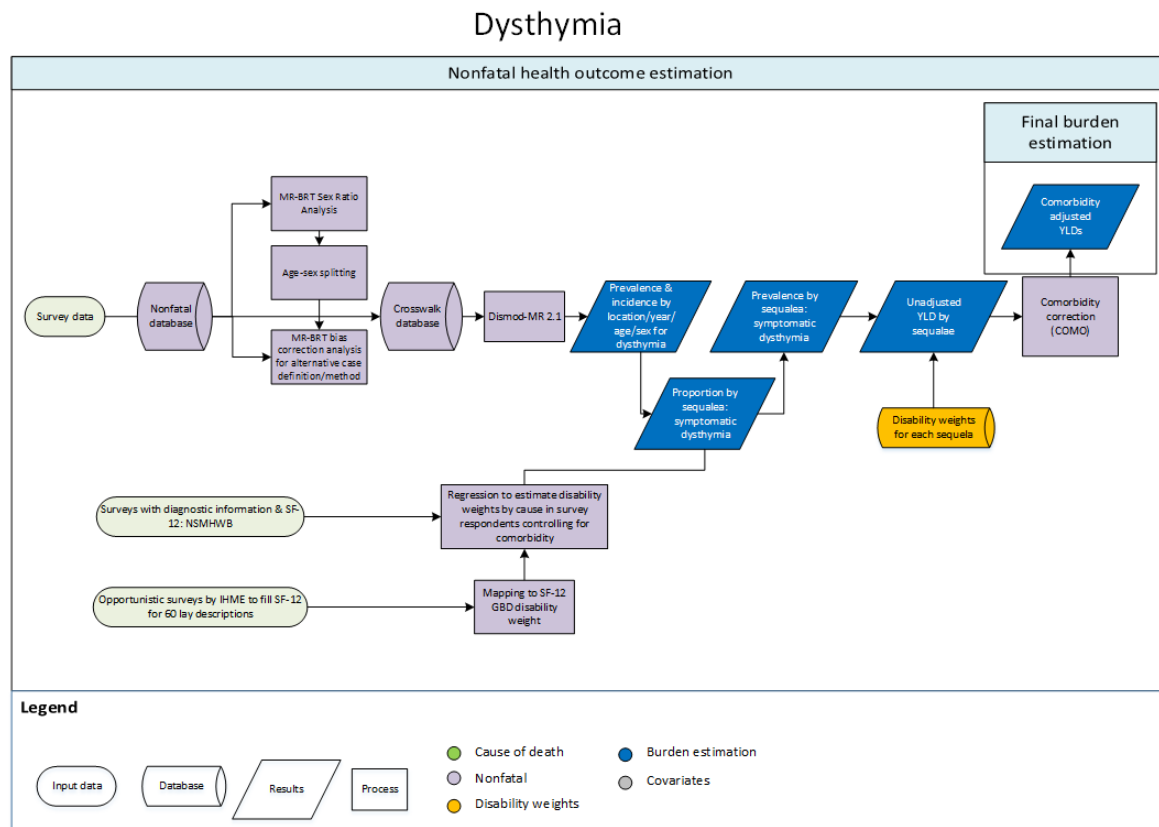 Dysthymia
Nonfatal health outcome estimation
Final burden
estimation
Comorbidity
adjusted
YLDs
MR-BRT Sex Ratio
Analysis
Age-sex splitting
MR-BRT bias
correction analysis
for alternative case
definition/method
Survey data
Nonfatal
database
Crosswalk
database
Dismod-MR 2.1
Prevalence &
incidence by
location/year/
age/sex for
dysthymia
Prevalence by
sequalea:
symptomatic
dysthymia
Unadjusted
YLD by
sequalae
Comorbidity
correction
(COMO)
Proportion by
sequalea:
symptomatic
dysthymia
Disability weights
for each sequela
Surveys with diagnostic information & SF-
12: NSMHWB
Regression to estimate disability
weights by cause in survey
respondents controlling for
comorbidity
Opportunistic surveys by IHME to fill SF-12
for 60 lay descriptions
Mapping to SF-12
GBD disability
weight
Legend
Input data
Database
Results
Process
Cause of death
Nonfatal
Disability weights
Burden estimation
Covariates